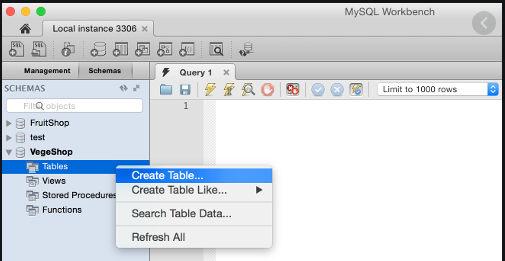 MySQL Workbench
Local instance 3306
Management
Schemas
SCHEMAS
Filter objects
FruitShop
test
VegeShop
Tables
Views
Stored Procedures
Functions
Query 1
Limit to 1000 rows
1
Create Table...
Create Table Like...
Search Table Data...
Refresh All